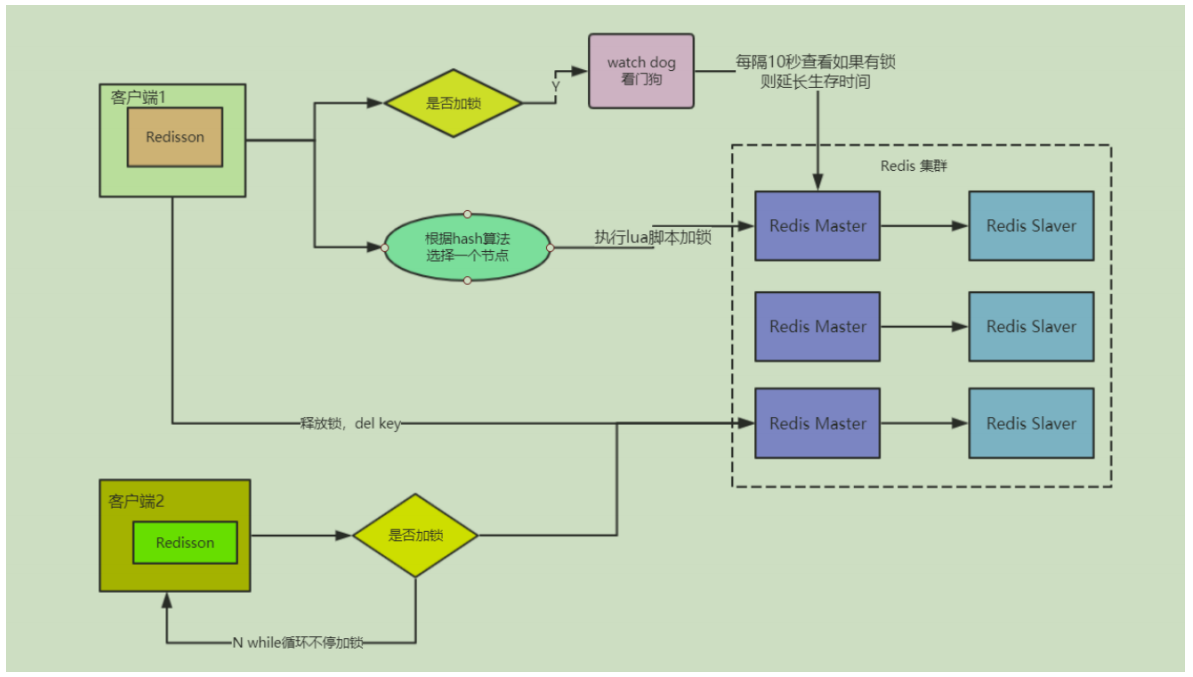 客户端1
Redisson
是否加锁
Y
watch dog
看门狗
每隔10秒查看如果有锁
则延长生存时间
Redis 集群
根据hash算法
选择一个节点
执行lua脚本加锁
Redis Master
Redis Slaver
Redis Master
Redis Slaver
释放锁，del key
Redis Master
Redis Slaver
客户端2
Redisson
是否加锁
N while循环不停加锁